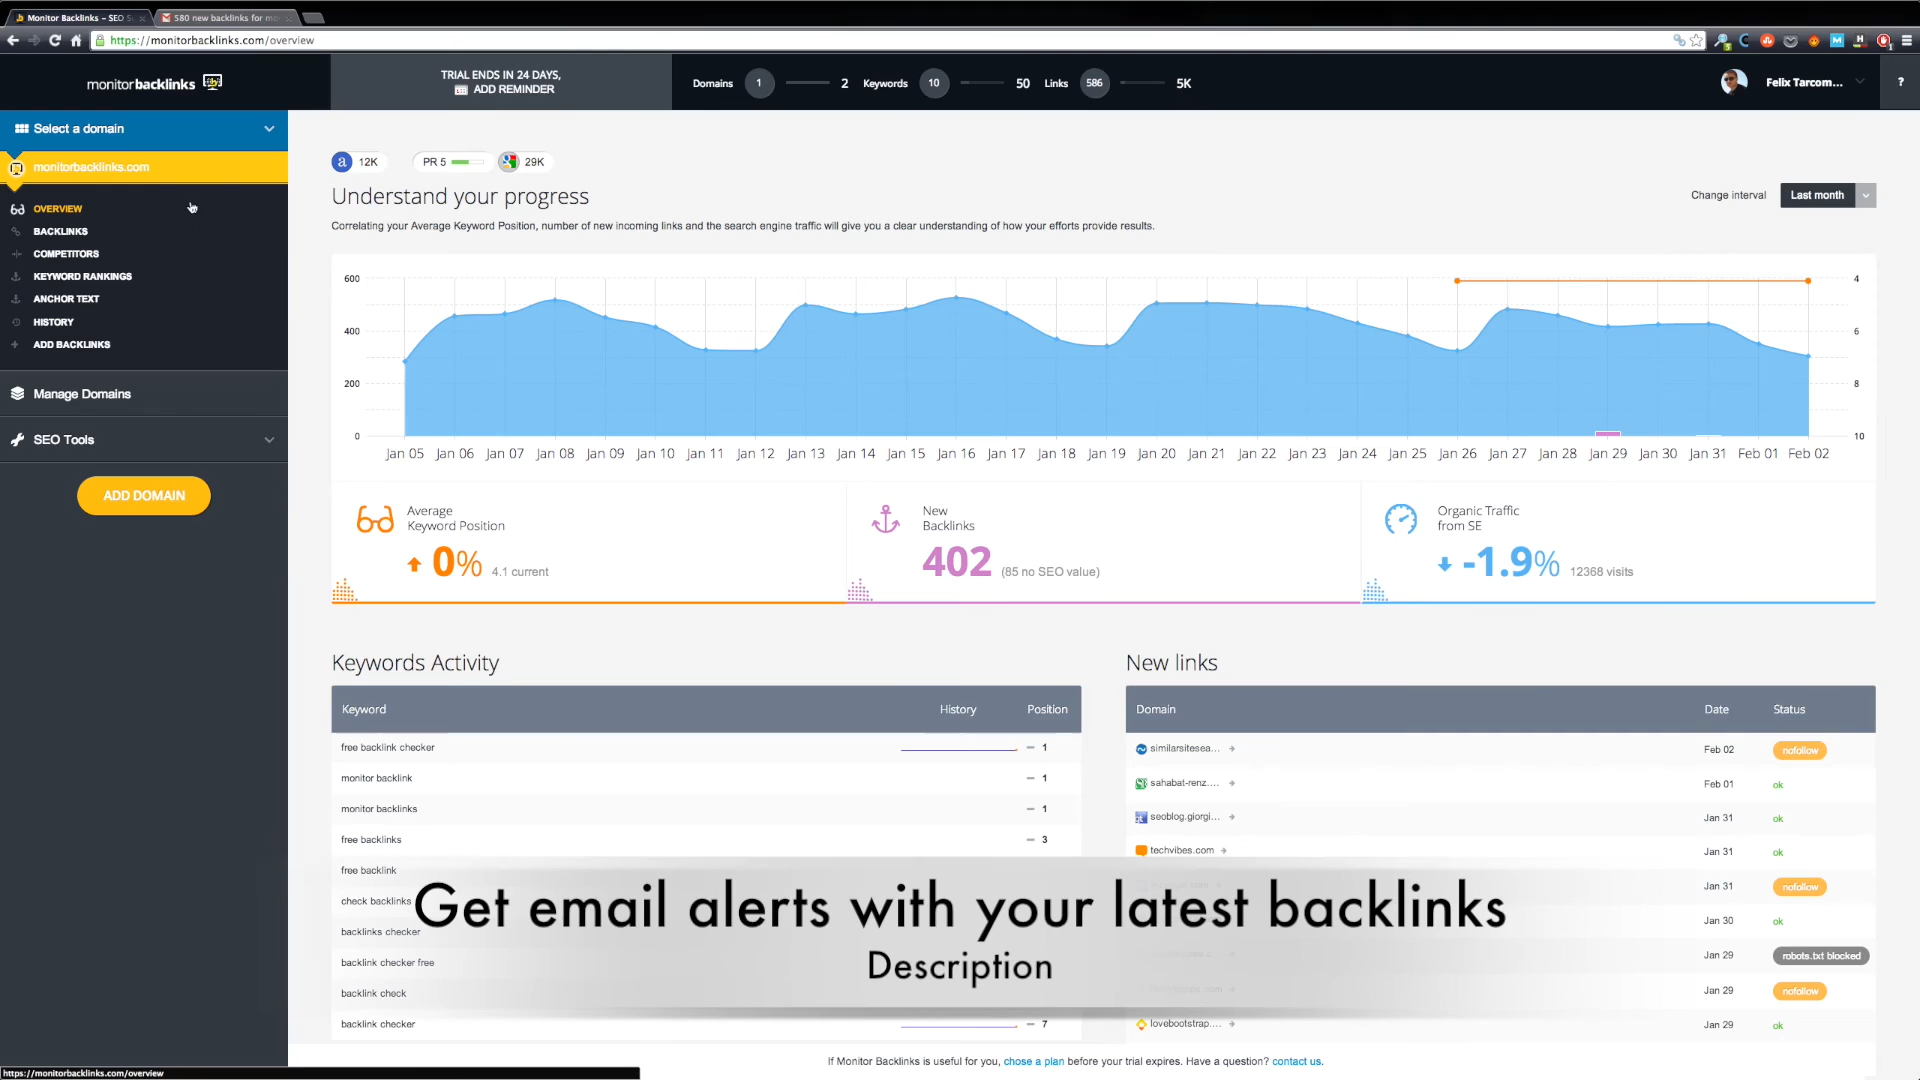 Monitor Backlinks – SEO S
580 new backlinks for mo
https://monitorbacklinks.com/overview
monitorbacklinks
TRIAL ENDS IN 24 DAYS,
ADD REMINDER
Domains 1 2 Keywords 10 50 Links 586 5K
Felix Tarcom... ?
Select a domain
monitorbacklinks.com
OVERVIEW
BACKLINKS
COMPETITORS
KEYWORD RANKINGS
ANCHOR TEXT
HISTORY
ADD BACKLINKS
Manage Domains
SEO Tools
ADD DOMAIN
a 12K PR 5 29K
Understand your progress
Change interval Last month
Correlating your Average Keyword Position, number of new incoming links and the search engine traffic will give you a clear understanding of how your efforts provide results.
600 4
400 6
200 8
0 10
Jan 05 Jan 06 Jan 07 Jan 08 Jan 09 Jan 10 Jan 11 Jan 12 Jan 13 Jan 14 Jan 15 Jan 16 Jan 17 Jan 18 Jan 19 Jan 20 Jan 21 Jan 22 Jan 23 Jan 24 Jan 25 Jan 26 Jan 27 Jan 28 Jan 29 Jan 30 Jan 31 Feb 01 Feb 02
Average
Keyword Position
0% 4.1 current
New
Backlinks
402 (85 no SEO value)
Organic Traffic
from SE
-1.9% 12368 visits
Keywords Activity
Keyword History Position
free backlink checker 1
monitor backlink 1
monitor backlinks 1
free backlinks 3
free backlink
check backlinks
backlinks checker
backlink checker free
backlink check
backlink checker 7
New links
Domain Date Status
similarsitesea... Feb 02 nofollow
sahabat-renz.... Feb 01 ok
seoblog.giorgi... Jan 31 ok
techvibes.com Jan 31 ok
Jan 31 nofollow
Jan 30 ok
Jan 29 robots.txt blocked
Jan 29 nofollow
lovebootstrap.... Jan 29 ok
Get email alerts with your latest backlinks
Description
If Monitor Backlinks is useful for you, chose a plan before your trial expires. Have a question? contact us.
https://monitorbacklinks.com/overview